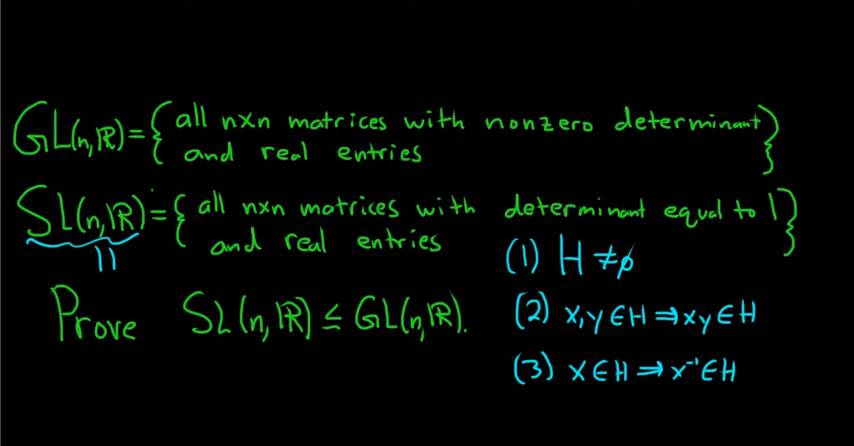 GL(n,ℝ)={all n×n matrices with nonzero determinant
and real entries}
SL(n,ℝ)={all n×n matrices with determinant equal to 1
and real entries}
||
(1) H ≠ ϕ
Prove SL(n,ℝ) ≤ GL(n,ℝ).
(2) x,y ∈ H ⇒ xy ∈ H
(3) x ∈ H ⇒ x⁻¹ ∈ H